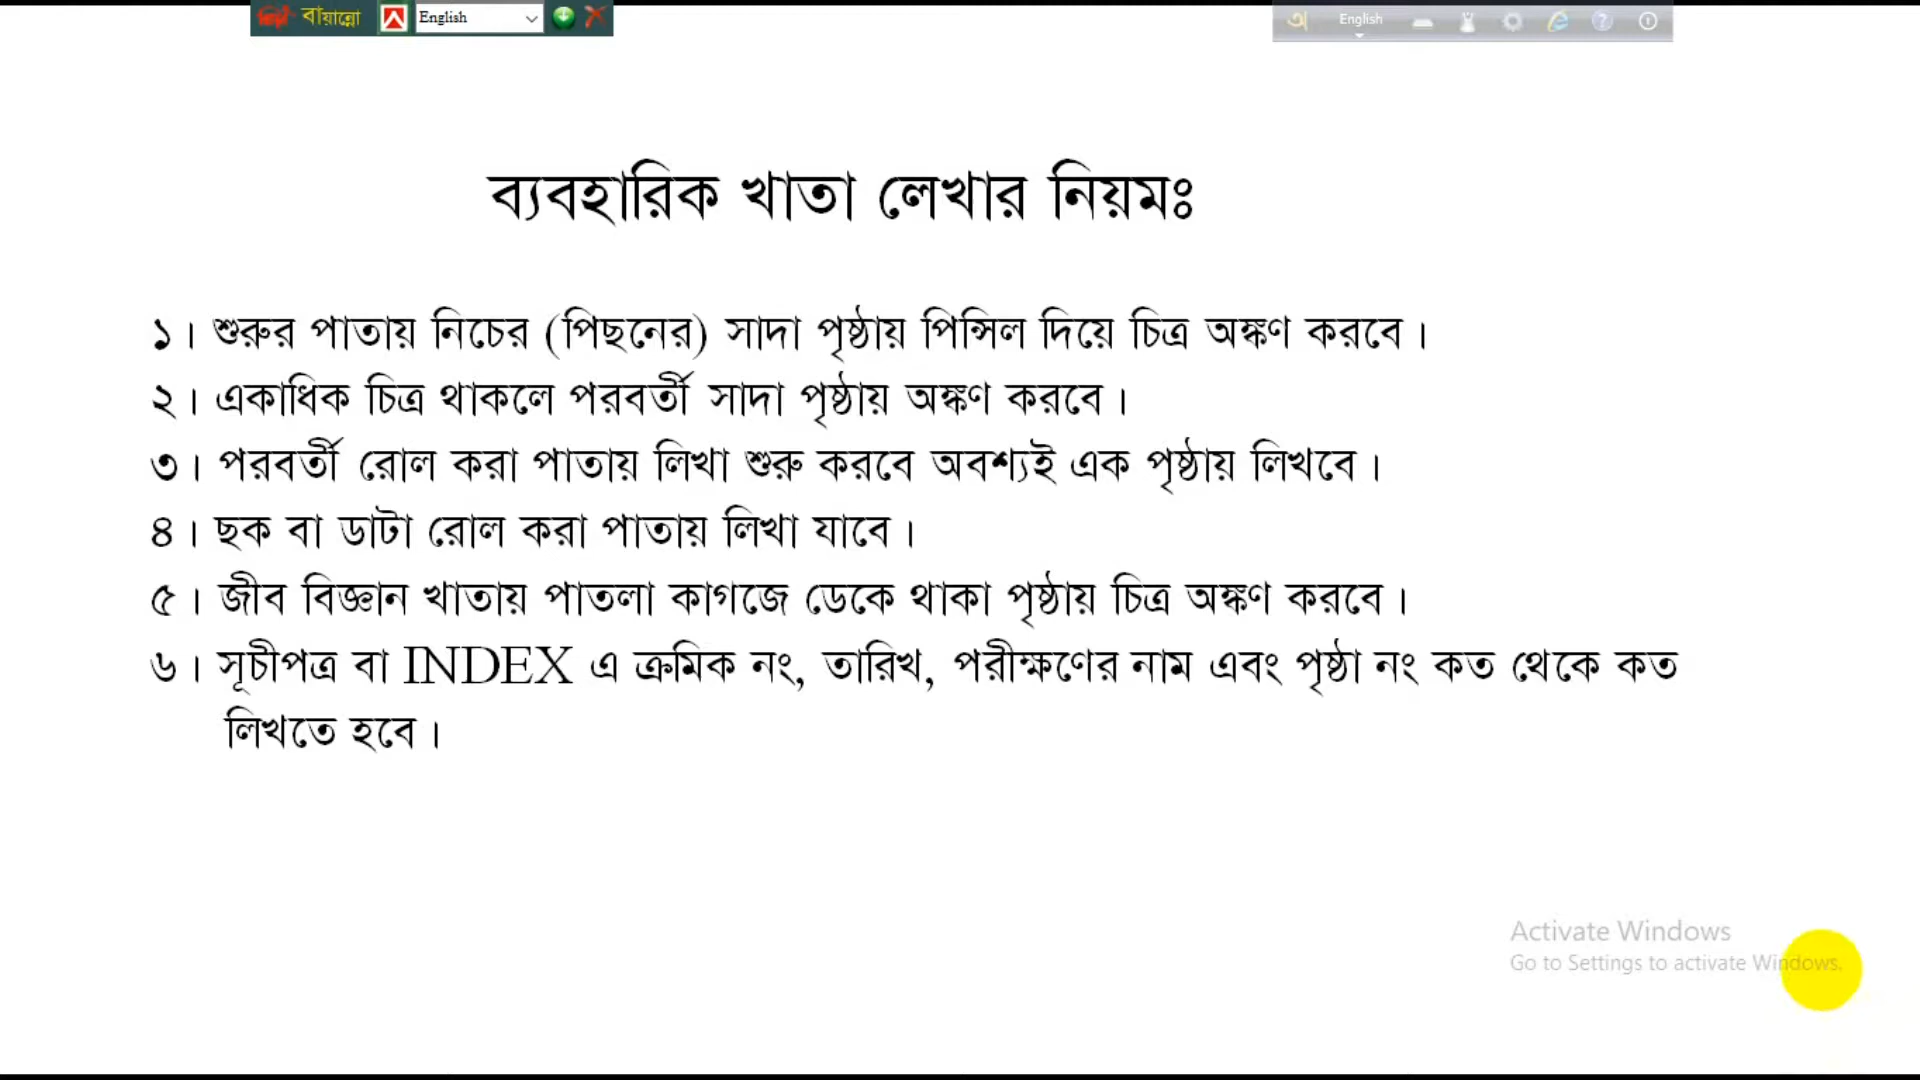 বায়ান্নো English
English
ব্যবহারিক খাতা লেখার নিয়মঃ
১। শুরুর পাতায় নিচের (পিছনের) সাদা পৃষ্ঠায় পিন্সিল দিয়ে চিত্র অঙ্কণ করবে।
২। একাধিক চিত্র থাকলে পরবর্তী সাদা পৃষ্ঠায় অঙ্কণ করবে।
৩। পরবর্তী রোল করা পাতায় লিখা শুরু করবে অবশ্যই এক পৃষ্ঠায় লিখবে।
৪। ছক বা ডাটা রোল করা পাতায় লিখা যাবে।
৫। জীব বিজ্ঞান খাতায় পাতলা কাগজে ডেকে থাকা পৃষ্ঠায় চিত্র অঙ্কণ করবে।
৬। সূচীপত্র বা INDEX এ ক্রমিক নং, তারিখ, পরীক্ষণের নাম এবং পৃষ্ঠা নং কত থেকে কত
লিখতে হবে।
Activate Windows
Go to Settings to activate Windows.